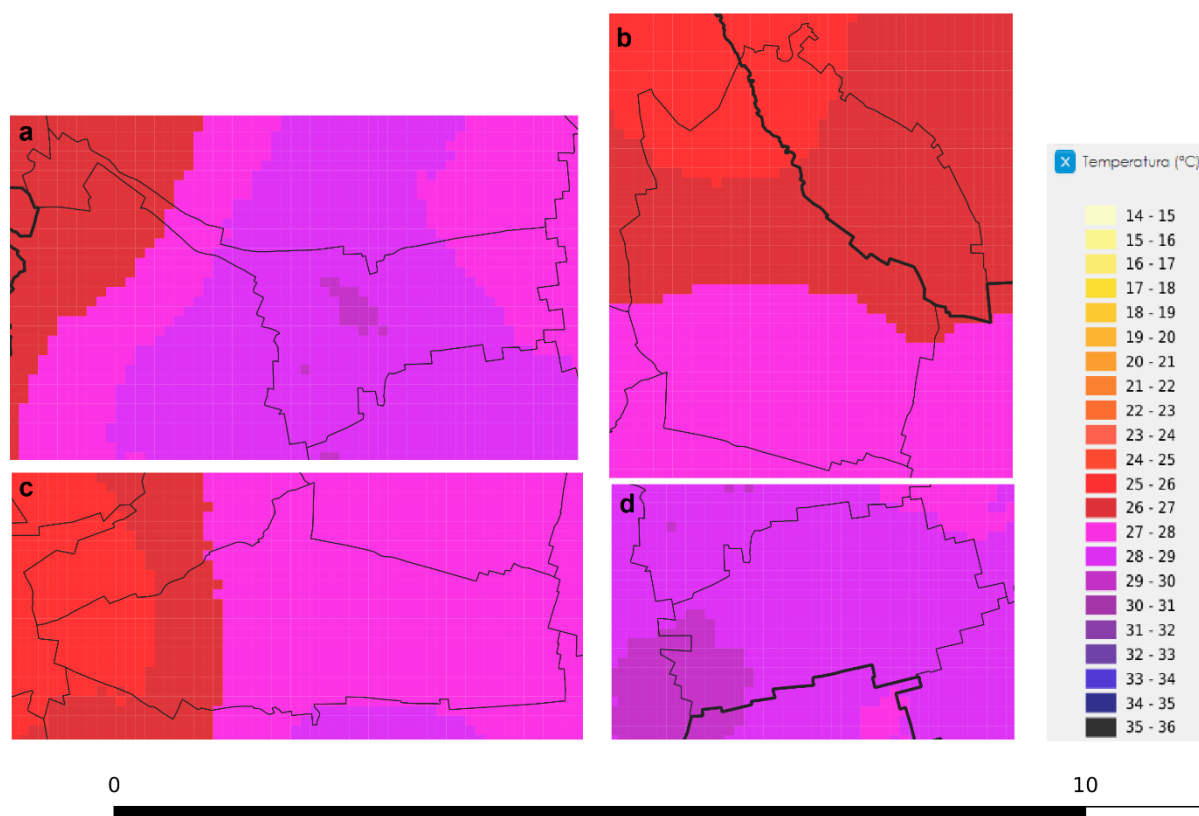 a
b
c
d
X Temperatura (°C)
14 - 15
15 - 16
16 - 17
17 - 18
18 - 19
19 - 20
20 - 21
21 - 22
22 - 23
23 - 24
24 - 25
25 - 26
26 - 27
27 - 28
28 - 29
29 - 30
30 - 31
31 - 32
32 - 33
33 - 34
34 - 35
35 - 36
0 10